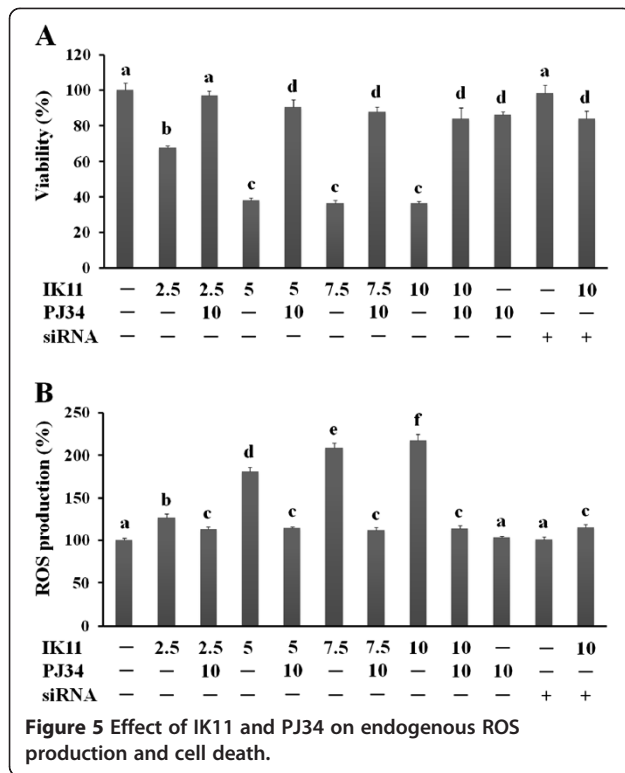 A
Viability (%)
120
100
80
60
40
20
0
a b a c d c d c d d a d
IK11 — 2.5 2.5 5 5 7.5 7.5 10 10 — — 10
PJ34 — — 10 — 10 — 10 — 10 10 — —
siRNA — — — — — — — — — — + +
B
ROS production (%)
250
200
150
100
50
0
a b c d c e c f c a a c
IK11 — 2.5 2.5 5 5 7.5 7.5 10 10 — — 10
PJ34 — — 10 — 10 — 10 — 10 10 — —
siRNA — — — — — — — — — — + +
Figure 5 Effect of IK11 and PJ34 on endogenous ROS
production and cell death.